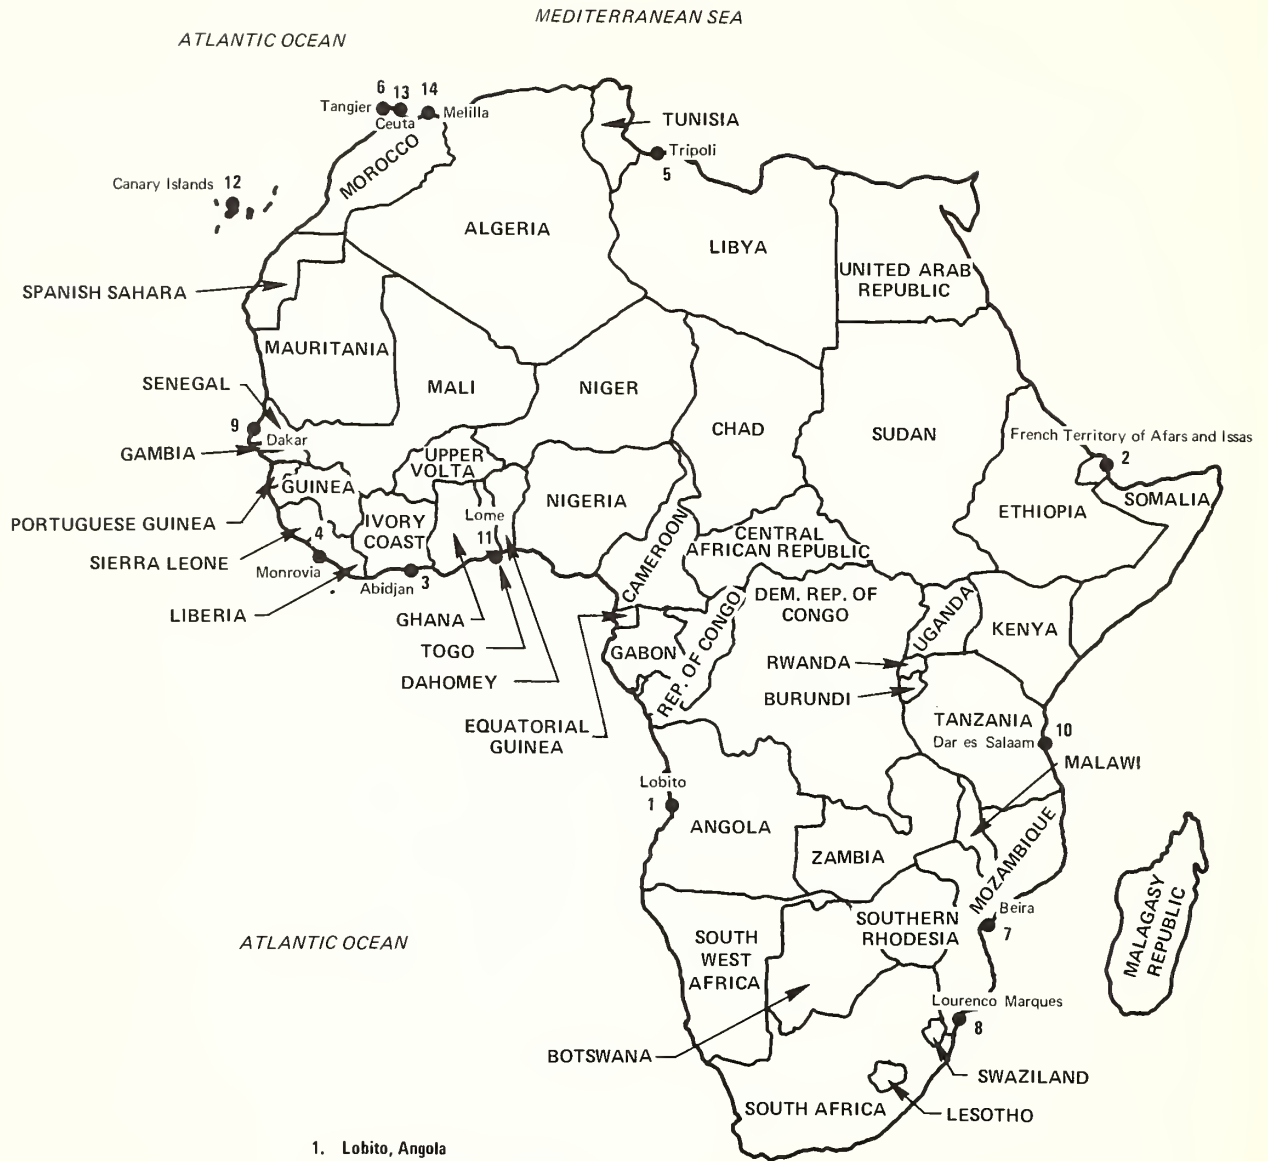 MEDITERRANEAN SEA
ATLANTIC OCEAN
6
13
14
Tangier
Ceuta
Melilla
TUNISIA
Tripoli
5
MOROCCO
Canary Islands
12
ALGERIA
LIBYA
UNITED ARAB
REPUBLIC
SPANISH SAHARA
MAURITANIA
SENEGAL
MALI
NIGER
CHAD
SUDAN
9
Dakar
French Territory of Afars and Issas
2
GAMBIA
UPPER
VOLTA
GUINEA
NIGERIA
ETHIOPIA
SOMALIA
PORTUGUESE GUINEA
IVORY
COAST
Lome
11
CAMEROON
CENTRAL
AFRICAN REPUBLIC
SIERRA LEONE
4
Monrovia
Abidjan
3
LIBERIA
GHANA
TOGO
DAHOMEY
EQUATORIAL
GUINEA
GABON
REP. OF CONGO
DEM. REP. OF
CONGO
UGANDA
KENYA
RWANDA
BURUNDI
TANZANIA
Dar es Salaam
10
MALAWI
Lobito
1
ANGOLA
ZAMBIA
MOZAMBIQUE
Beira
7
MALAGASY
REPUBLIC
ATLANTIC OCEAN
SOUTH
WEST
AFRICA
SOUTHERN
RHODESIA
Lourenco Marques
8
BOTSWANA
SWAZILAND
SOUTH AFRICA
LESOTHO
1. Lobito, Angola